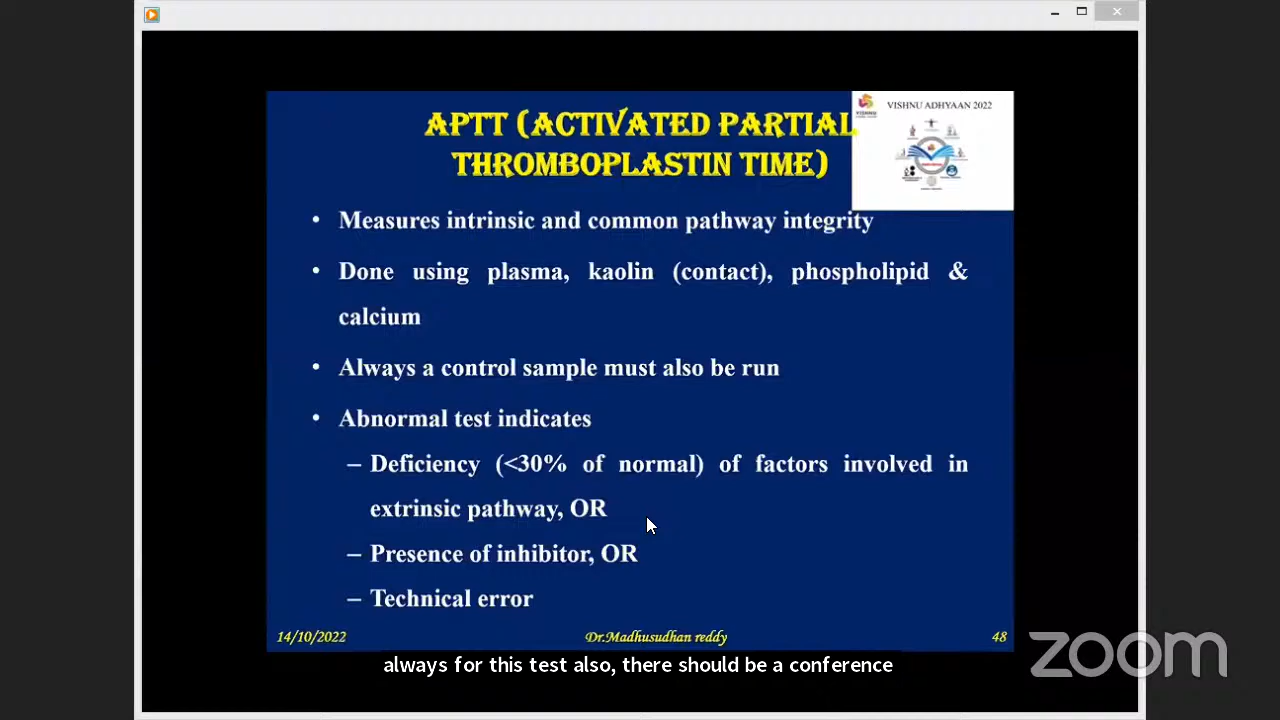 VISHNU ADHYAAN 2022
APTT (ACTIVATED PARTIAL
THROMBOPLASTIN TIME)
• Measures intrinsic and common pathway integrity
• Done using plasma, kaolin (contact), phospholipid &
calcium
• Always a control sample must also be run
• Abnormal test indicates
– Deficiency (<30% of normal) of factors involved in
extrinsic pathway, OR
– Presence of inhibitor, OR
– Technical error
14/10/2022
Dr.Madhusudhan reddy
48
always for this test also, there should be a conference
zoom